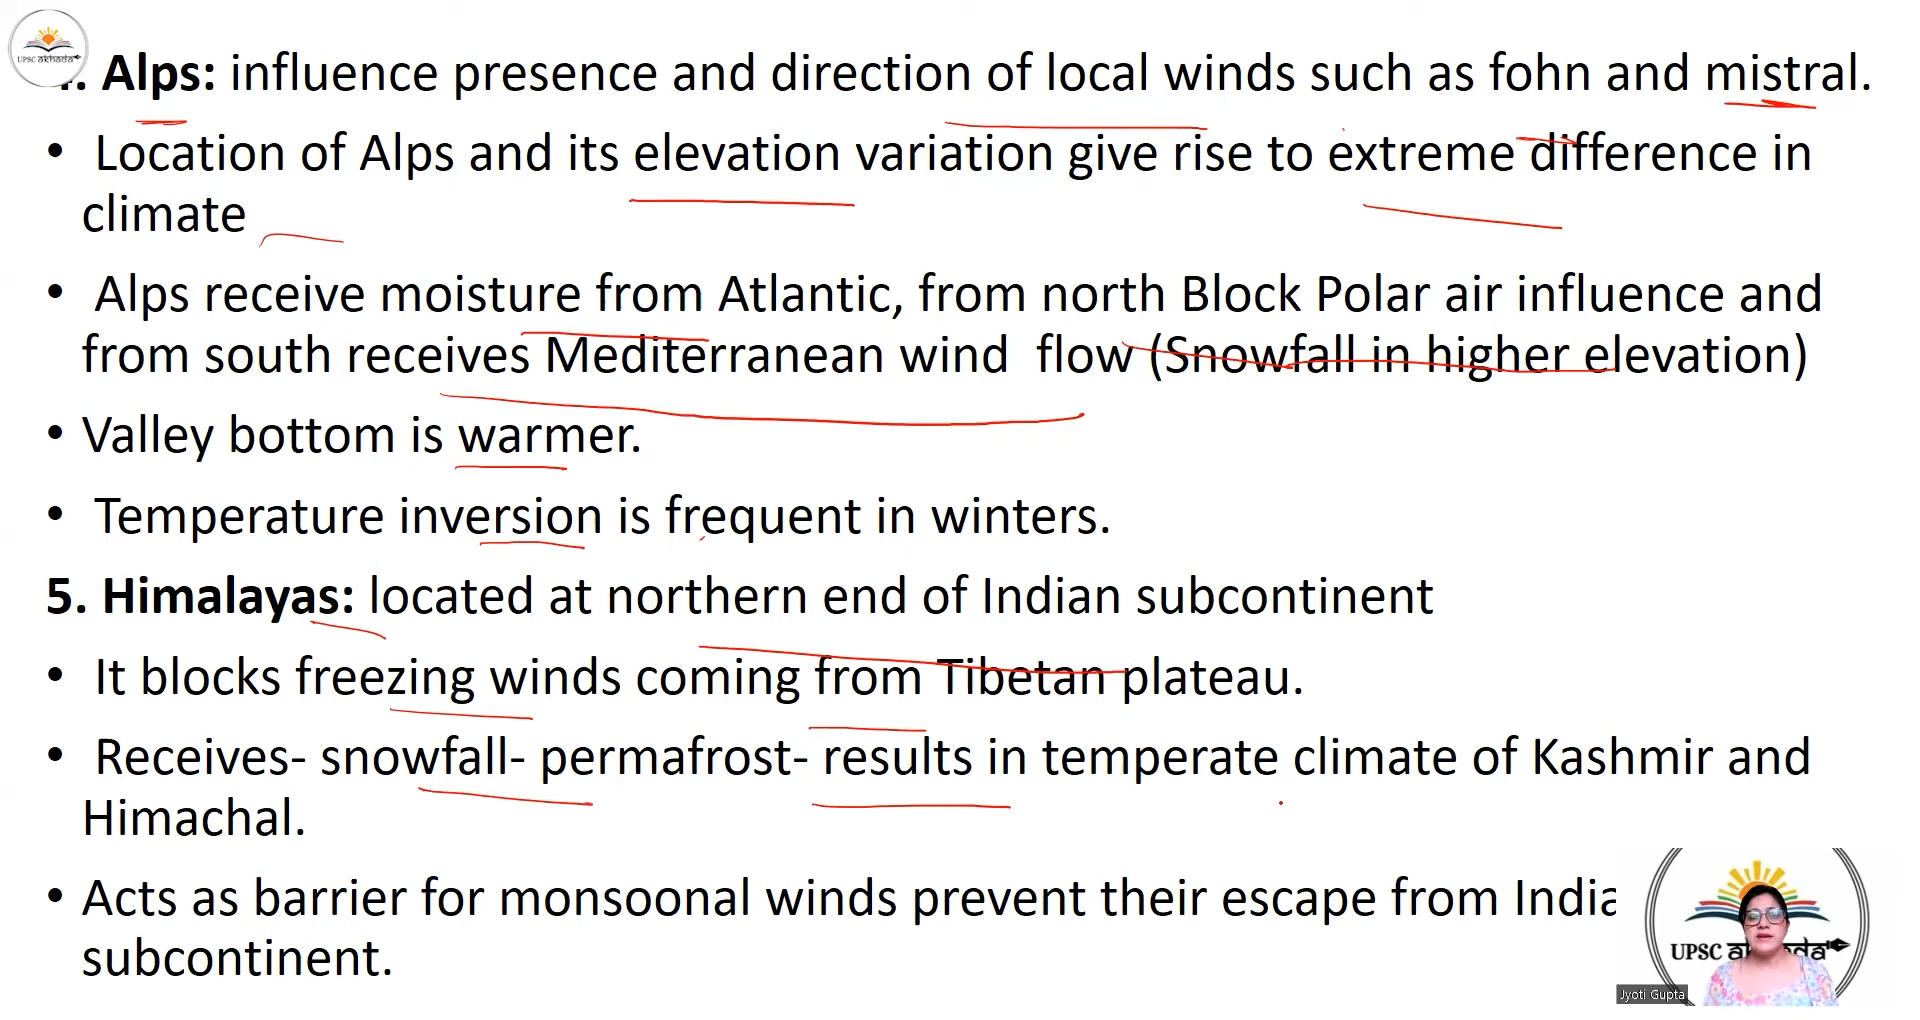 UPSC akhada
. Alps: influence presence and direction of local winds such as fohn and mistral.
• Location of Alps and its elevation variation give rise to extreme difference in
climate
• Alps receive moisture from Atlantic, from north Block Polar air influence and
from south receives Mediterranean wind flow (Snowfall in higher elevation)
• Valley bottom is warmer.
• Temperature inversion is frequent in winters.
5. Himalayas: located at northern end of Indian subcontinent
• It blocks freezing winds coming from Tibetan plateau.
• Receives- snowfall- permafrost- results in temperate climate of Kashmir and
Himachal.
• Acts as barrier for monsoonal winds prevent their escape from India
subcontinent.
UPSC
Jyoti Gupta